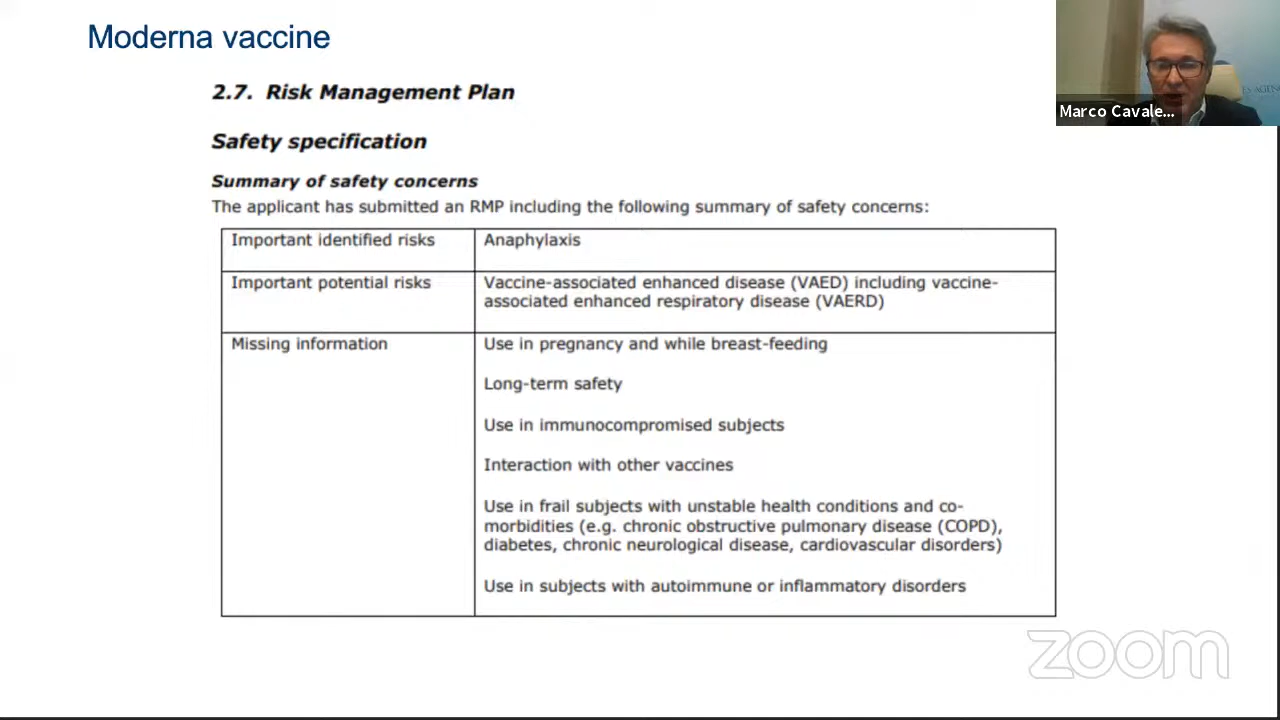 Moderna vaccine
2.7. Risk Management Plan
Safety specification
Summary of safety concerns
The applicant has submitted an RMP including the following summary of safety concerns:
Important identified risks
Anaphylaxis
Important potential risks
Vaccine-associated enhanced disease (VAED) including vaccine-
associated enhanced respiratory disease (VAERD)
Missing information
Use in pregnancy and while breast-feeding
Long-term safety
Use in immunocompromised subjects
Interaction with other vaccines
Use in frail subjects with unstable health conditions and co-
morbidities (e.g. chronic obstructive pulmonary disease (COPD),
diabetes, chronic neurological disease, cardiovascular disorders)
Use in subjects with autoimmune or inflammatory disorders
Marco Cavale...
zoom